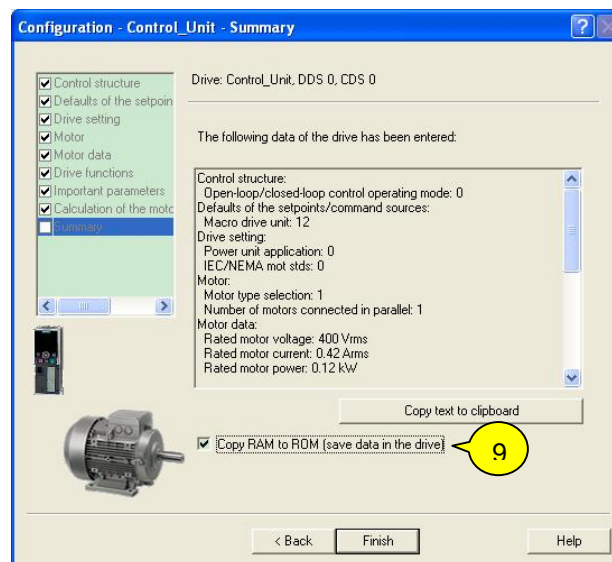 Configuration - Control_Unit - Summary
?
Control structure
Defaults of the setpoin
Drive setting
Motor
Motor data
Drive functions
Important parameters
Calculation of the motc
Summary
Drive: Control_Unit, DDS 0, CDS 0
The following data of the drive has been entered:
Control structure:
Open-loop/closed-loop control operating mode: 0
Defaults of the setpoints/command sources:
Macro drive unit: 12
Drive setting:
Power unit application: 0
IEC/NEMA mot stds: 0
Motor:
Motor type selection: 1
Number of motors connected in parallel: 1
Motor data:
Rated motor voltage: 400 Vrms
Rated motor current: 0.42 Arms
Rated motor power: 0.12 kW
Copy text to clipboard
Copy RAM to ROM (save data in the drive)
9
< Back
Finish
Help